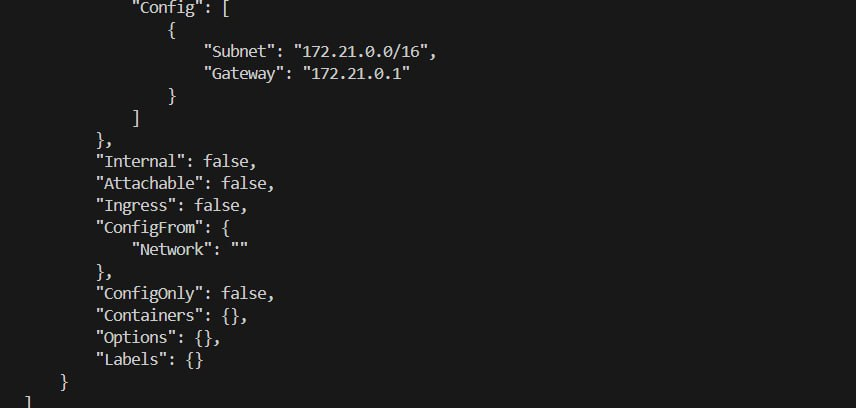 "Config": [
{
"Subnet": "172.21.0.0/16",
"Gateway": "172.21.0.1"
}
]
},
"Internal": false,
"Attachable": false,
"Ingress": false,
"ConfigFrom": {
"Network": ""
},
"ConfigOnly": false,
"Containers": {},
"Options": {},
"Labels": {}
}
]